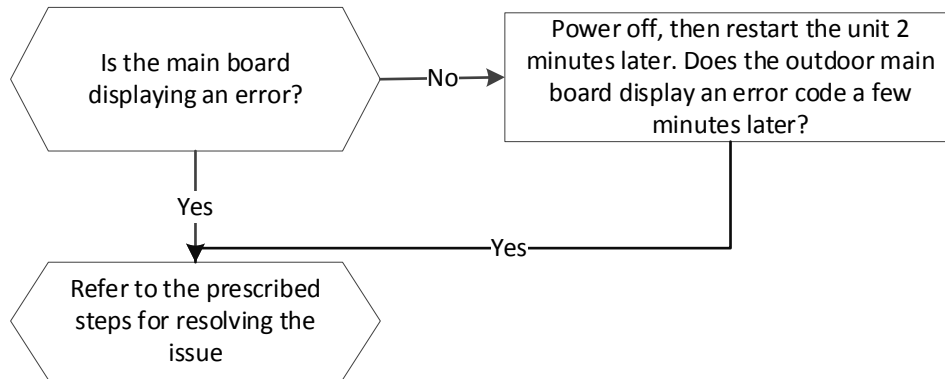 Is the main board
displaying an error?
No
Power off, then restart the unit 2
minutes later. Does the outdoor main
board display an error code a few
minutes later?
Yes
Yes
Refer to the prescribed
steps for resolving the
issue